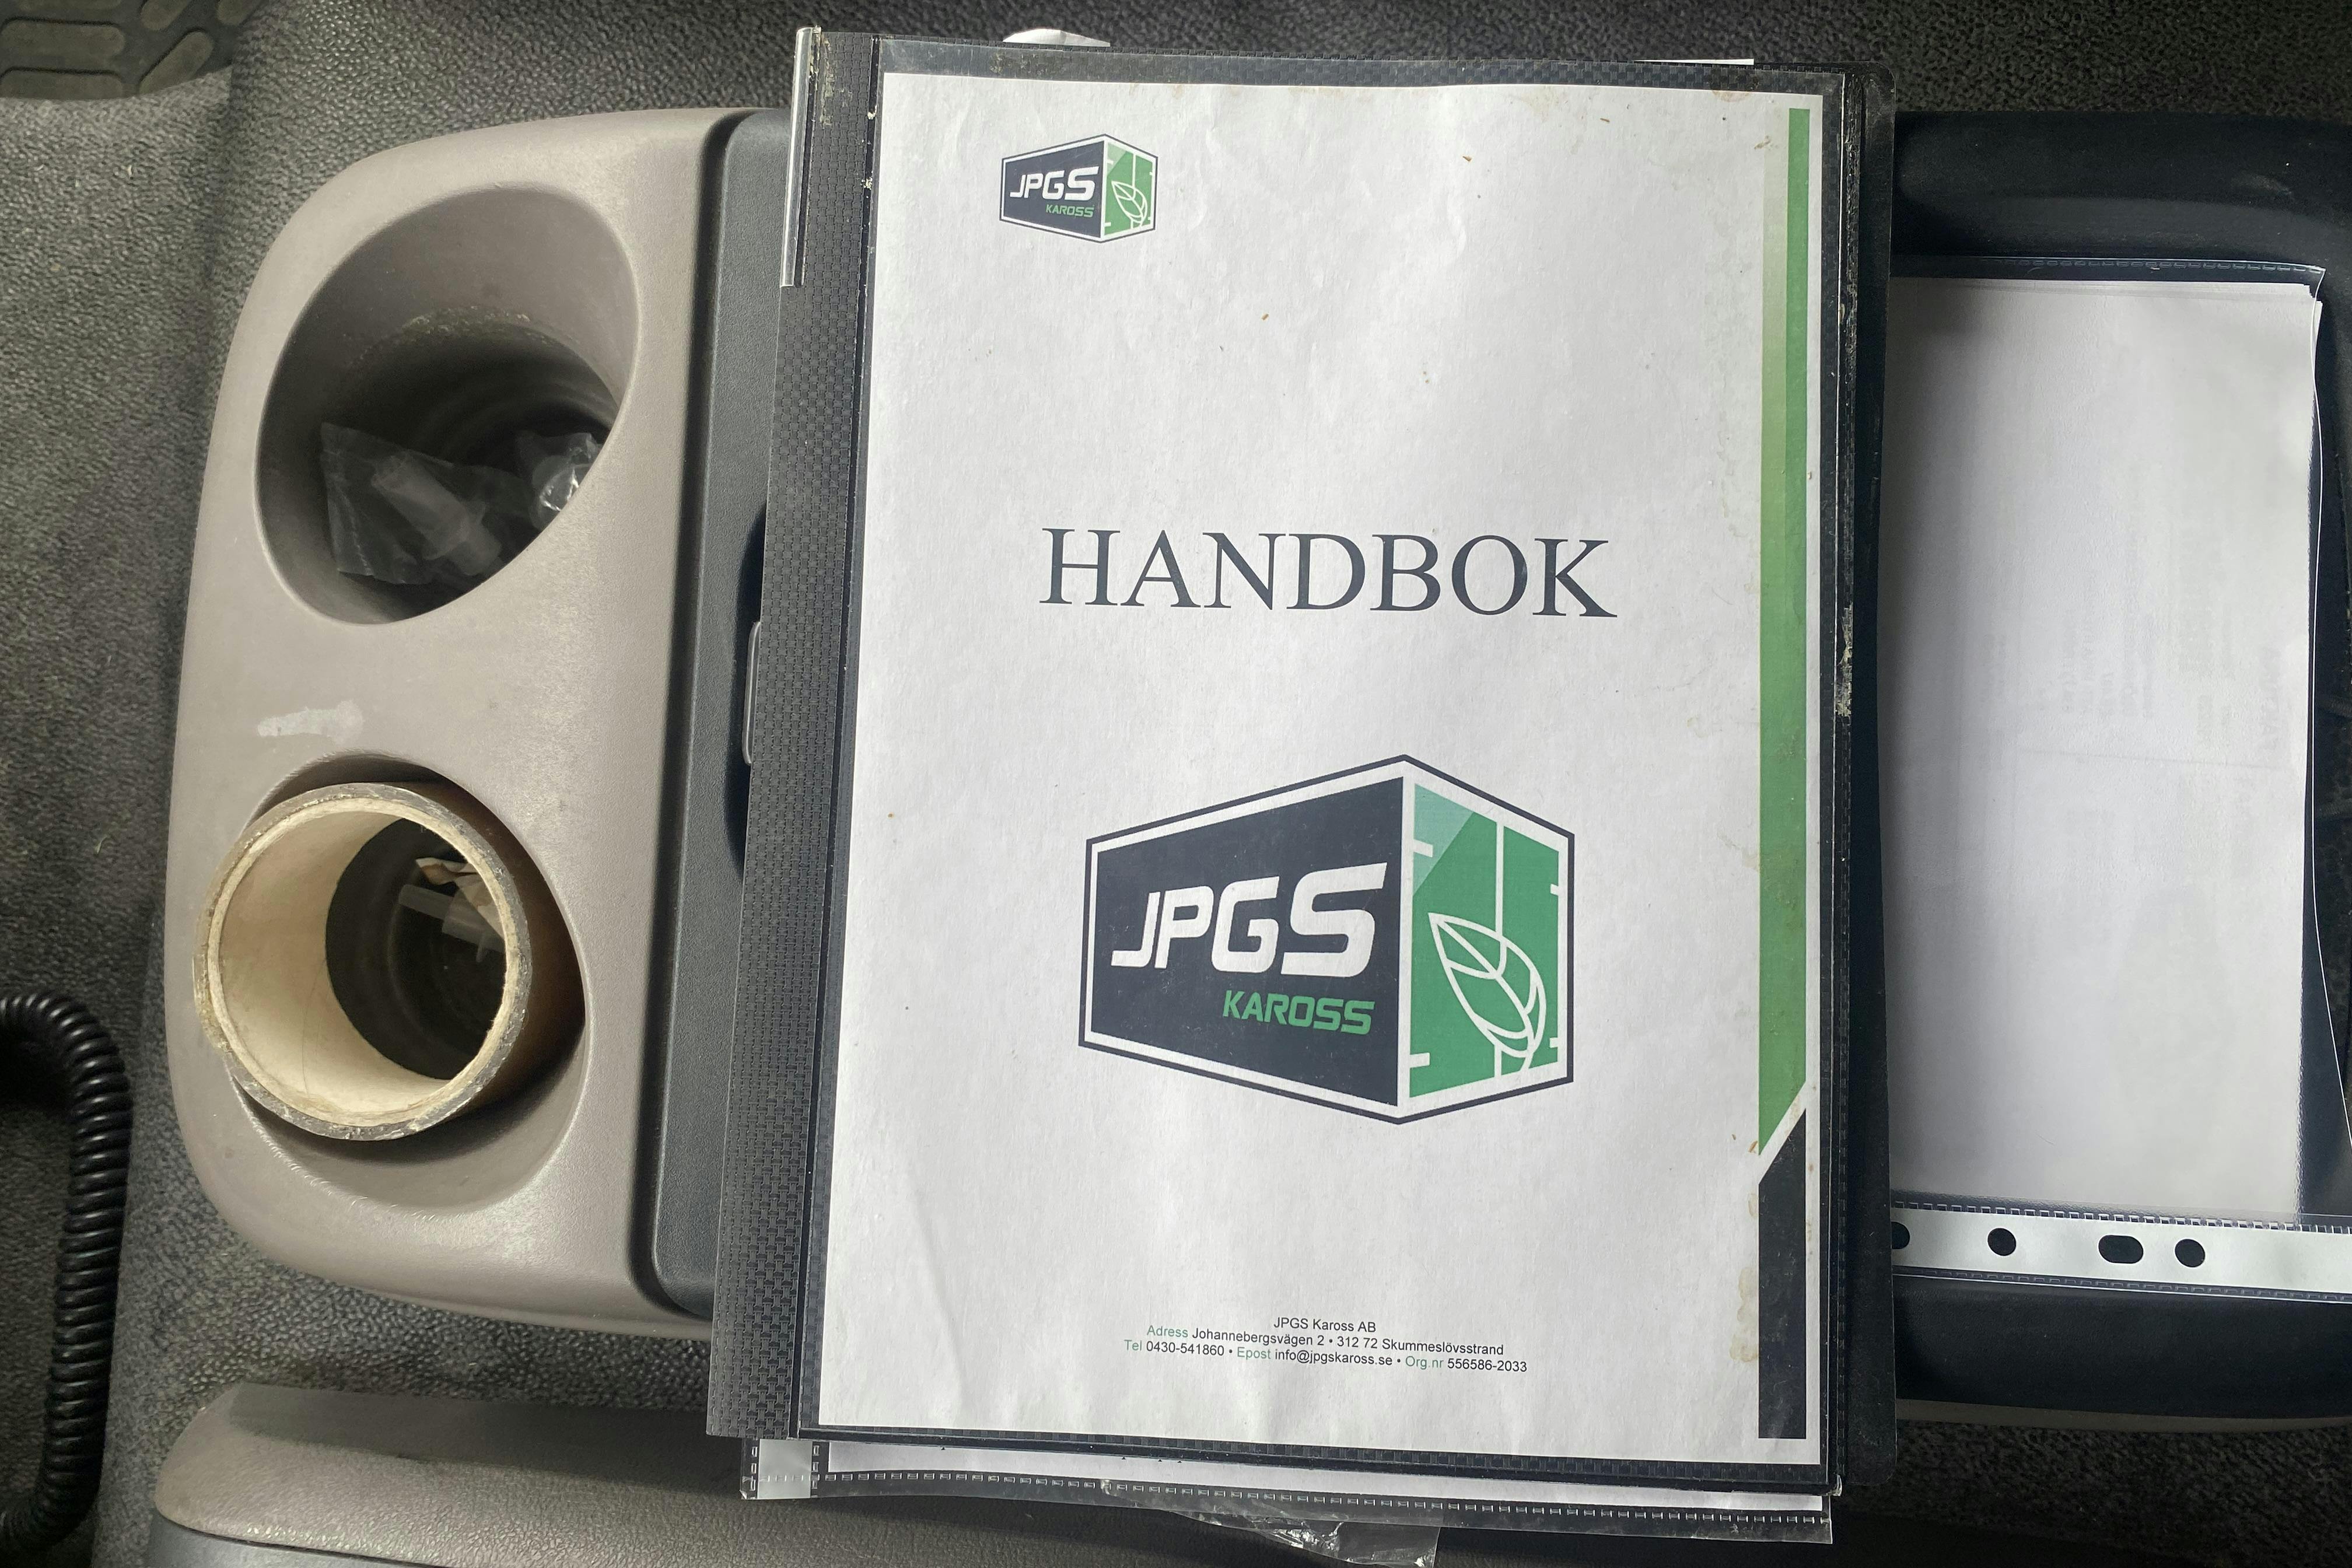 JPGS
KAROSS
HANDBOK
JPGS
KAROSS
JPGS Kaross AB
Adress Johannebergsvägen 2 • 312 72 Skummeslövsstrand
Tel 0430-541860 • Epost info@jpgskaross.se • Org.nr 556586-2033